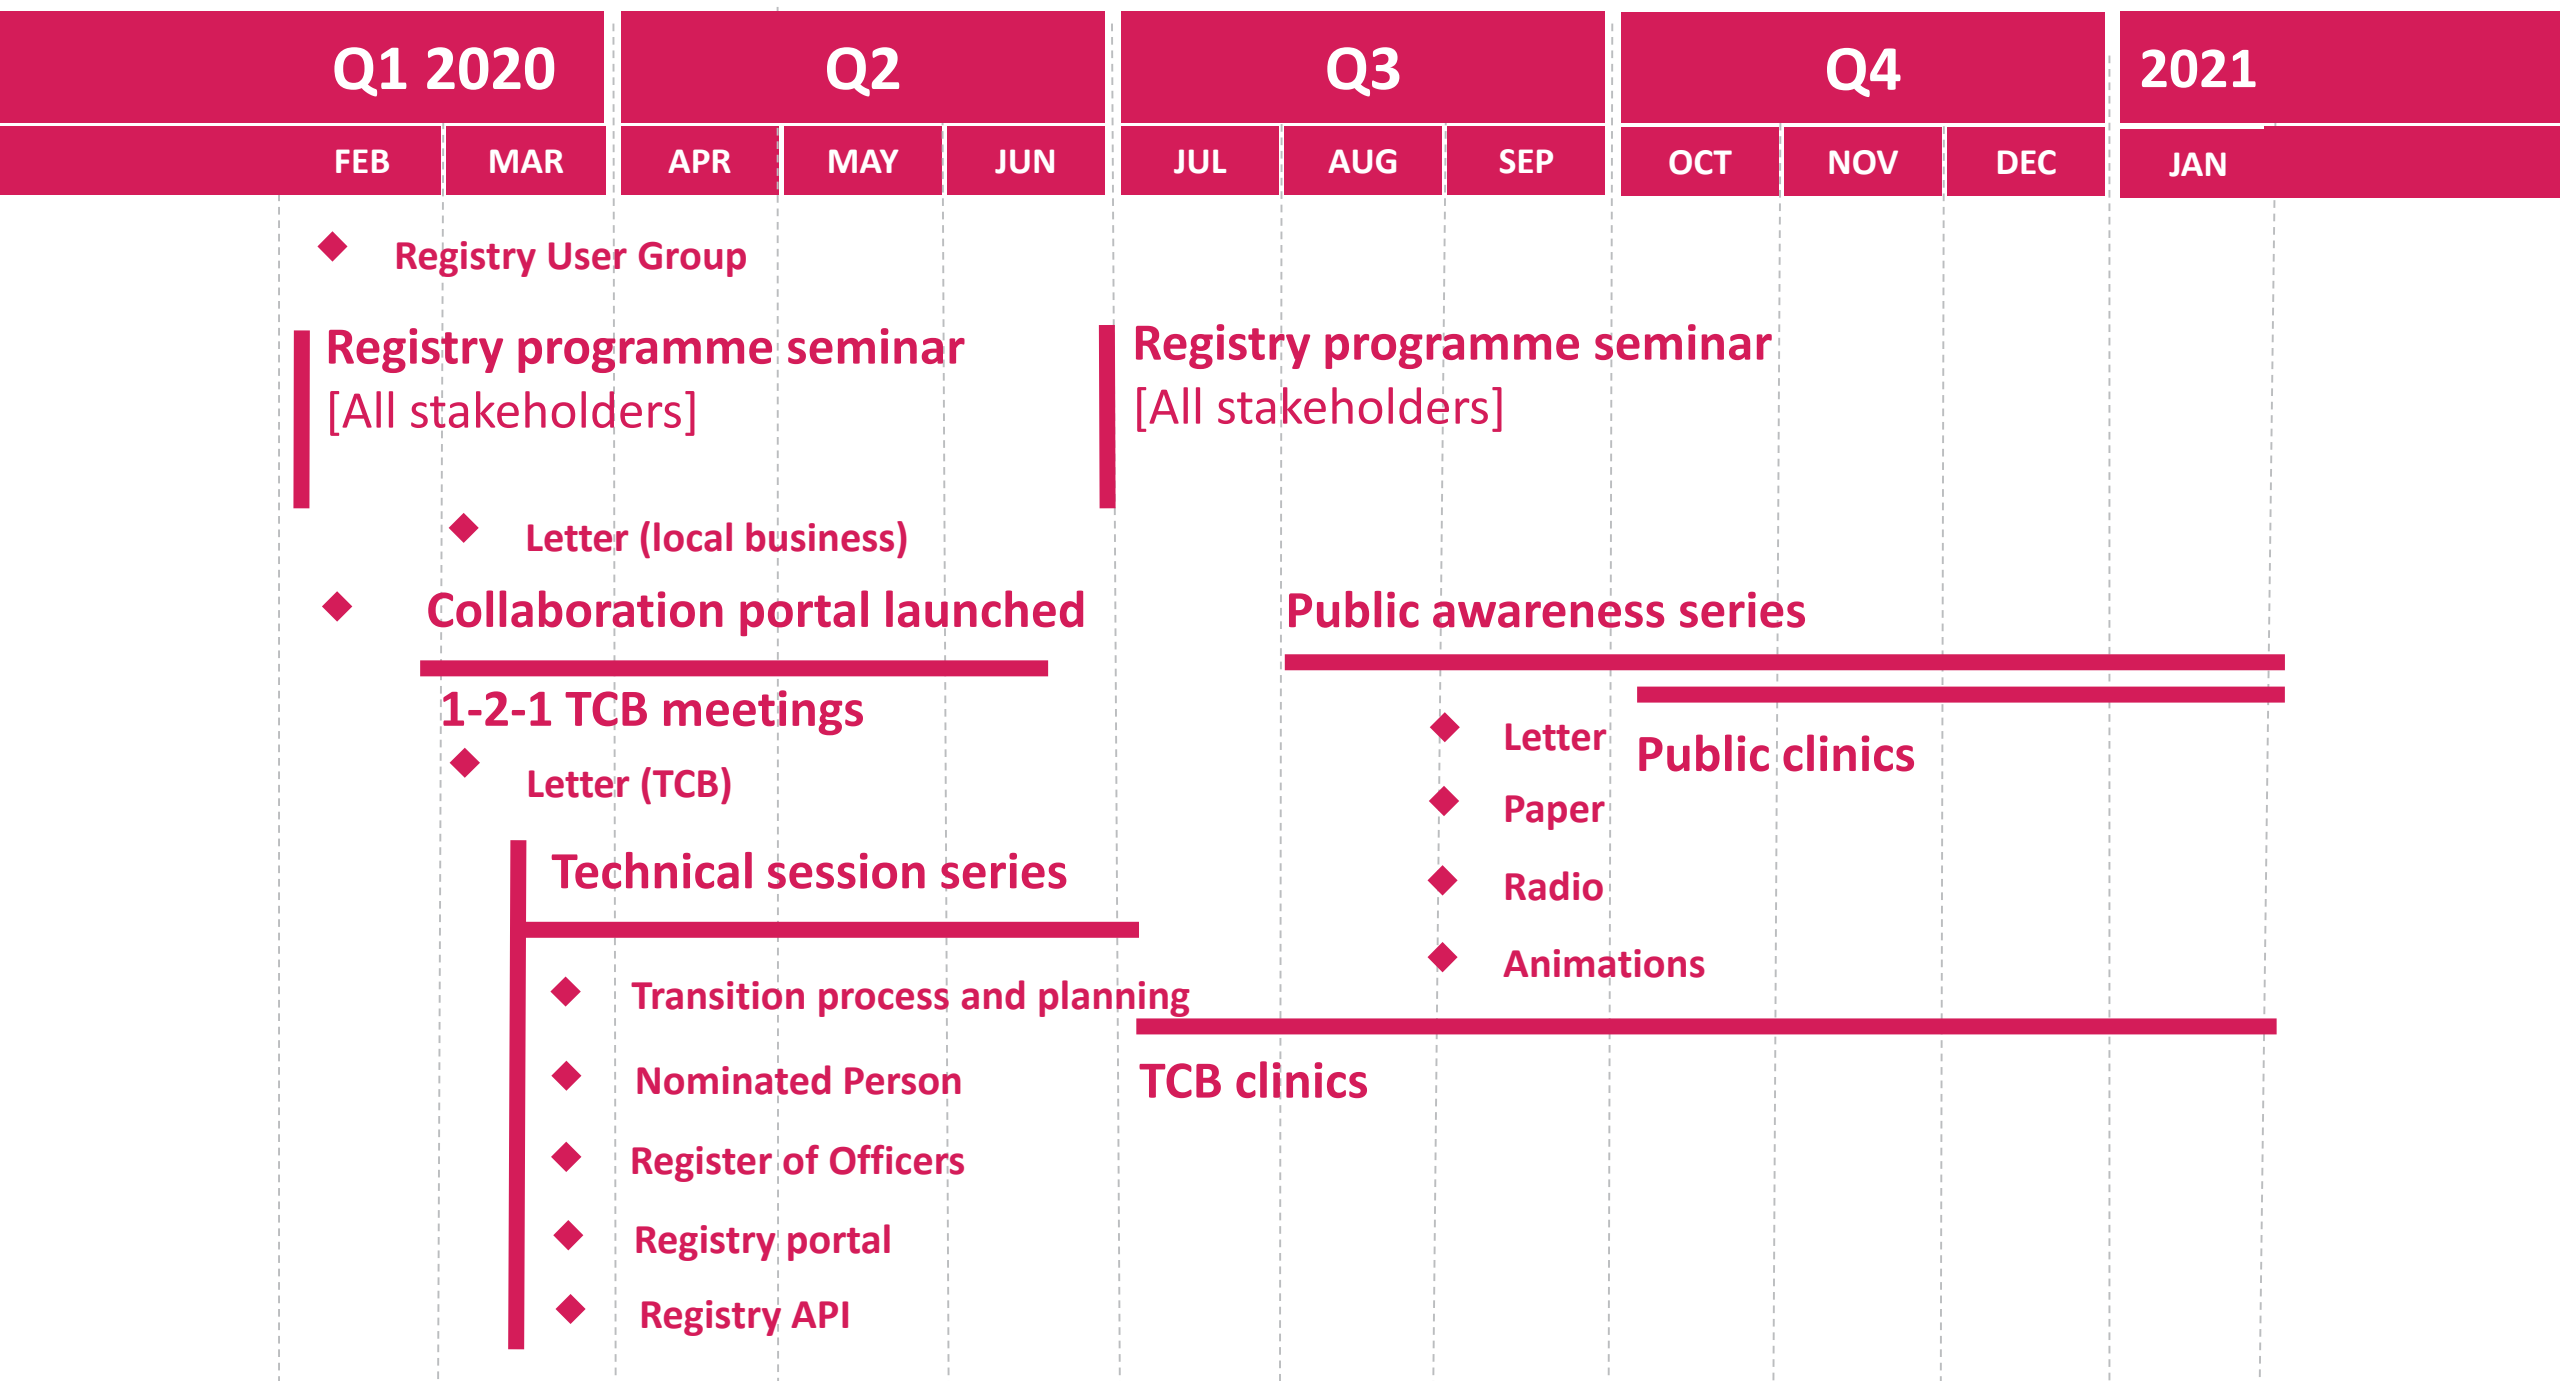 Q1 2020
Q2
Q3
Q4
2021
FEB
MAR
APR
MAY
JUN
JUL
AUG
SEP
OCT
NOV
DEC
JAN
Registry User Group
Registry programme seminar
[All stakeholders]
Registry programme seminar
[All stakeholders]
Letter (local business)
Collaboration portal launched
Public awareness series
1-2-1 TCB meetings
Letter
Public clinics
Letter (TCB)
Paper
Technical session series
Radio
Animations
Transition process and planning
TCB clinics
Nominated Person
Register of Officers
Registry portal
Registry API